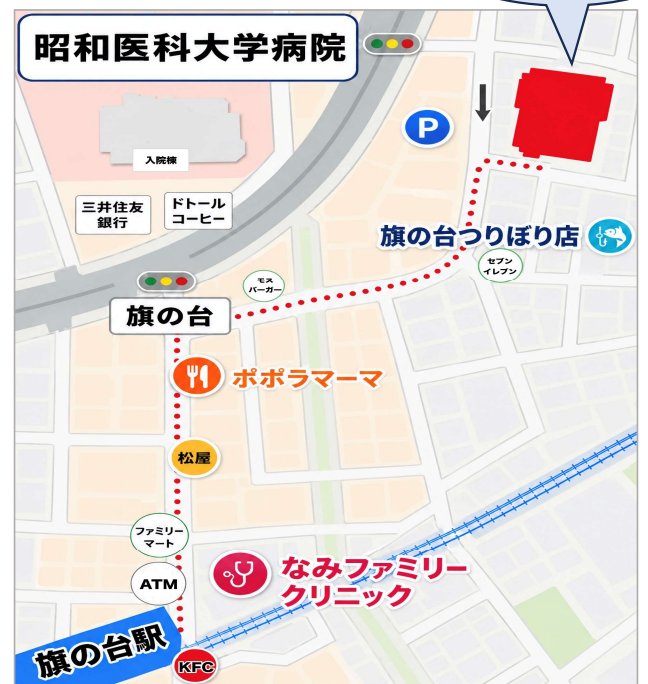 昭和医科大学病院
P
入院棟
三井住友
銀行
ドトール
コーヒー
旗の台つりぼり店
セブン
イレブン
モス
バーガー
旗の台
ポポラマーマ
松屋
ファミリー
マート
ATM
なみファミリー
クリニック
旗の台駅
KFC